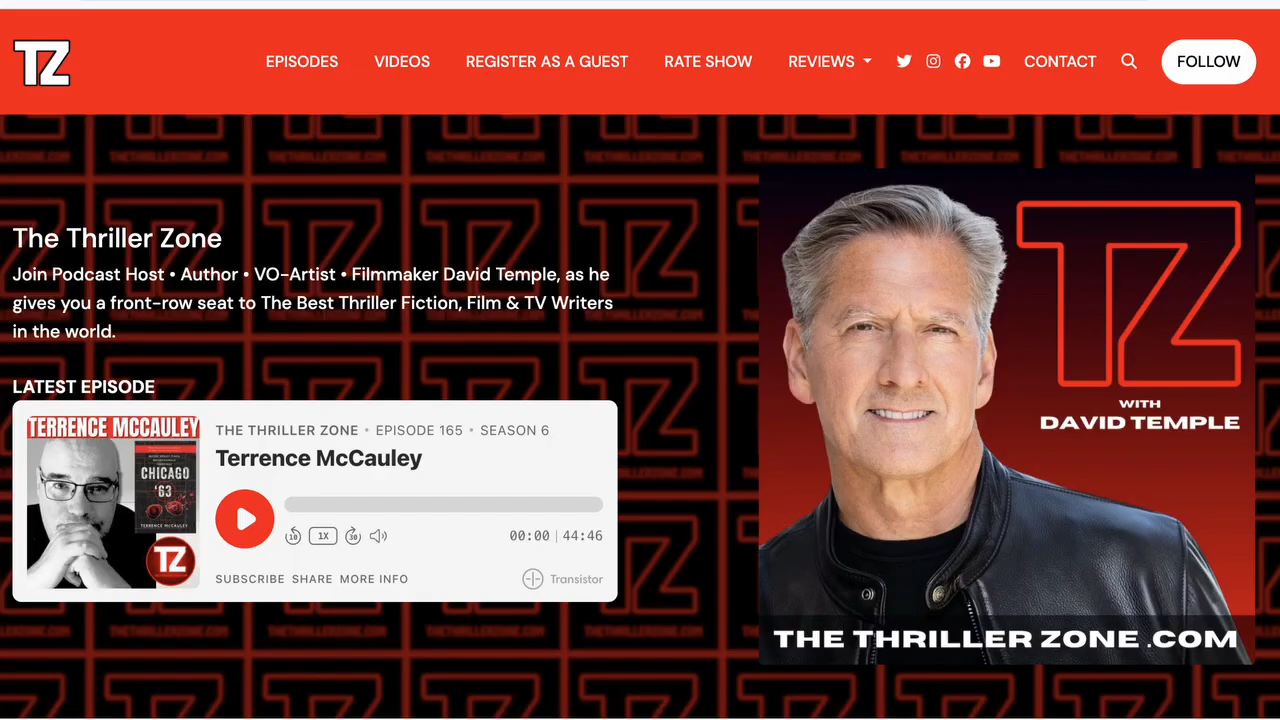 TZ
EPISODES
VIDEOS
REGISTER AS A GUEST
RATE SHOW
REVIEWS
CONTACT
FOLLOW
The Thriller Zone
Join Podcast Host • Author • VO-Artist • Filmmaker David Temple, as he
gives you a front-row seat to The Best Thriller Fiction, Film & TV Writers
in the world.
LATEST EPISODE
TERRENCE MCCAULEY
CHICAGO
'63
TERRENCE MCCAULEY
TZ
THE THRILLER ZONE • EPISODE 165 • SEASON 6
Terrence McCauley
10
1X
30
00:00 | 44:46
SUBSCRIBE SHARE MORE INFO
Transistor
TZ
WITH
DAVID TEMPLE
THE THRILLER ZONE .COM